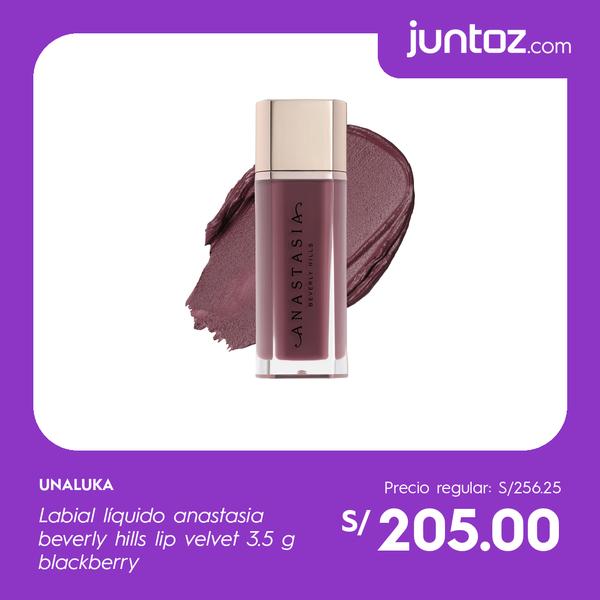 juntoz.com
ANASTASIA
BEVERLY HILLS
UNALUKA
Labial líquido anastasia
beverly hills lip velvet 3.5 g
blackberry
Precio regular: S/256.25
S/ 205.00